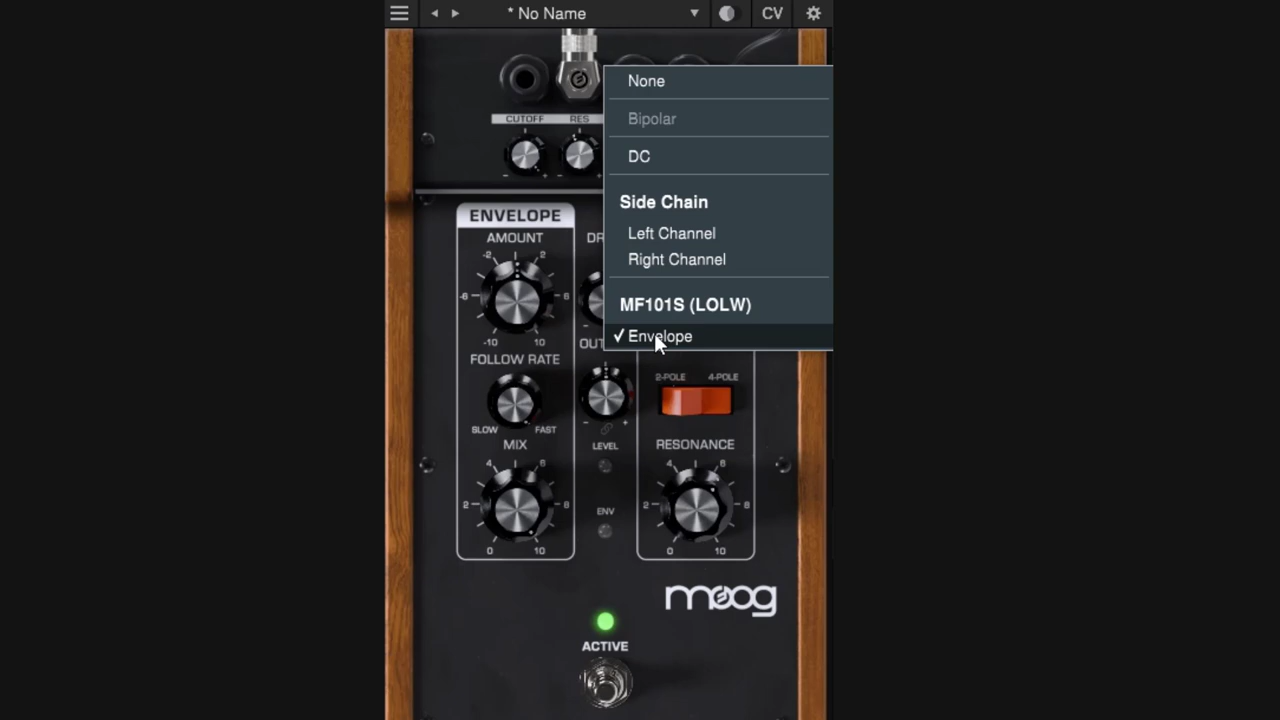 * No Name
CV
None
CUTOFF RES
Bipolar
DC
Side Chain
Left Channel
Right Channel
MF101S (LOLW)
✓ Envelope
ENVELOPE
AMOUNT
-2 2
-6 6
-10 10
FOLLOW RATE
SLOW FAST
MIX
4 6
2 8
0 10
LEVEL
ENV
2-POLE 4-POLE
RESONANCE
4 6
2 8
0 10
moog
ACTIVE